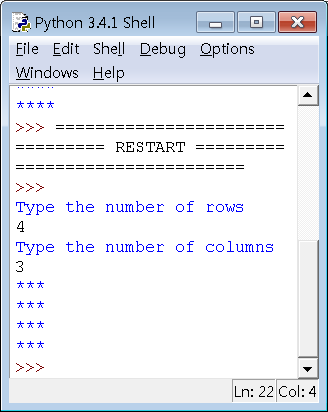 Python 3.4.1 Shell
File Edit Shell Debug Options
Windows Help
****
>>> =======================
========= RESTART =========
=======================
>>>
Type the number of rows
4
Type the number of columns
3
***
***
***
***
>>>
Ln: 22 Col: 4